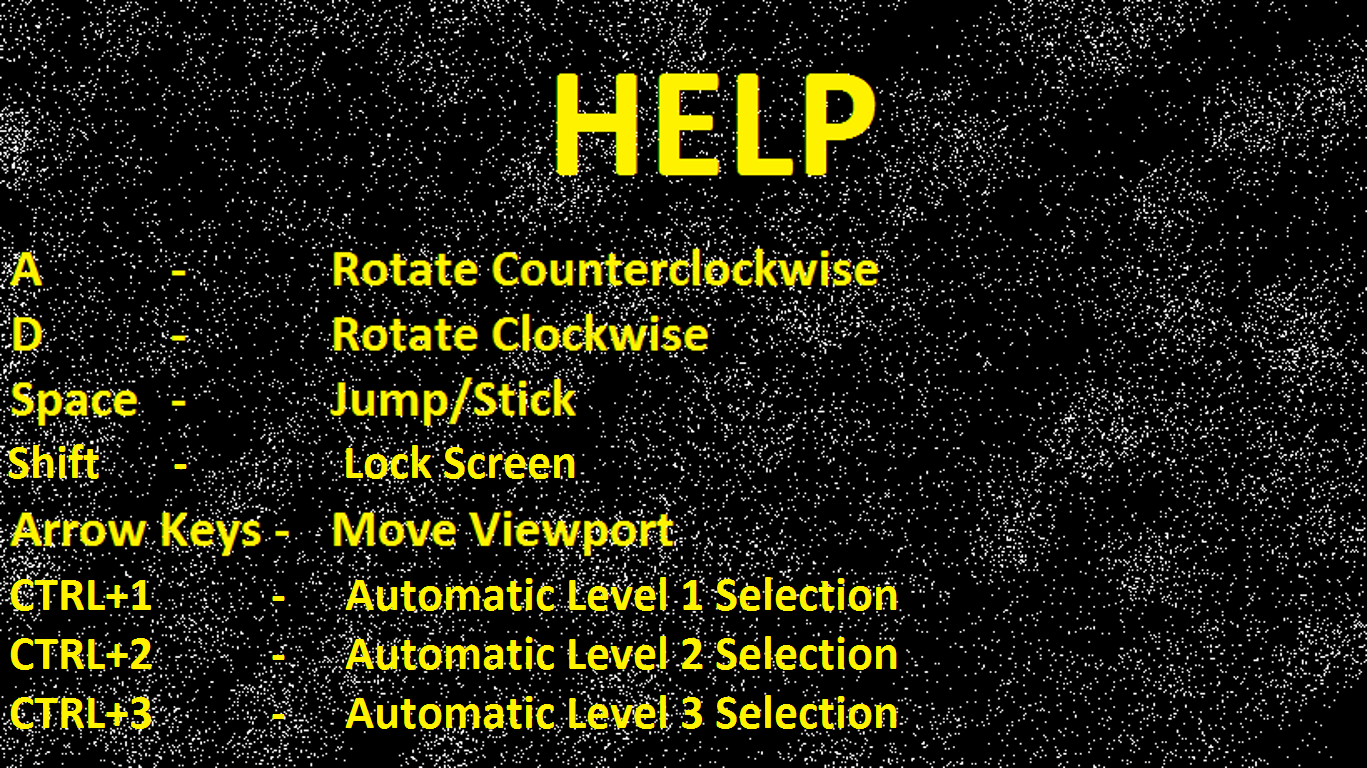 HELP
A - Rotate Counterclockwise
D - Rotate Clockwise
Space - Jump/Stick
Shift - Lock Screen
Arrow Keys - Move Viewport
CTRL+1 - Automatic Level 1 Selection
CTRL+2 - Automatic Level 2 Selection
CTRL+3 - Automatic Level 3 Selection